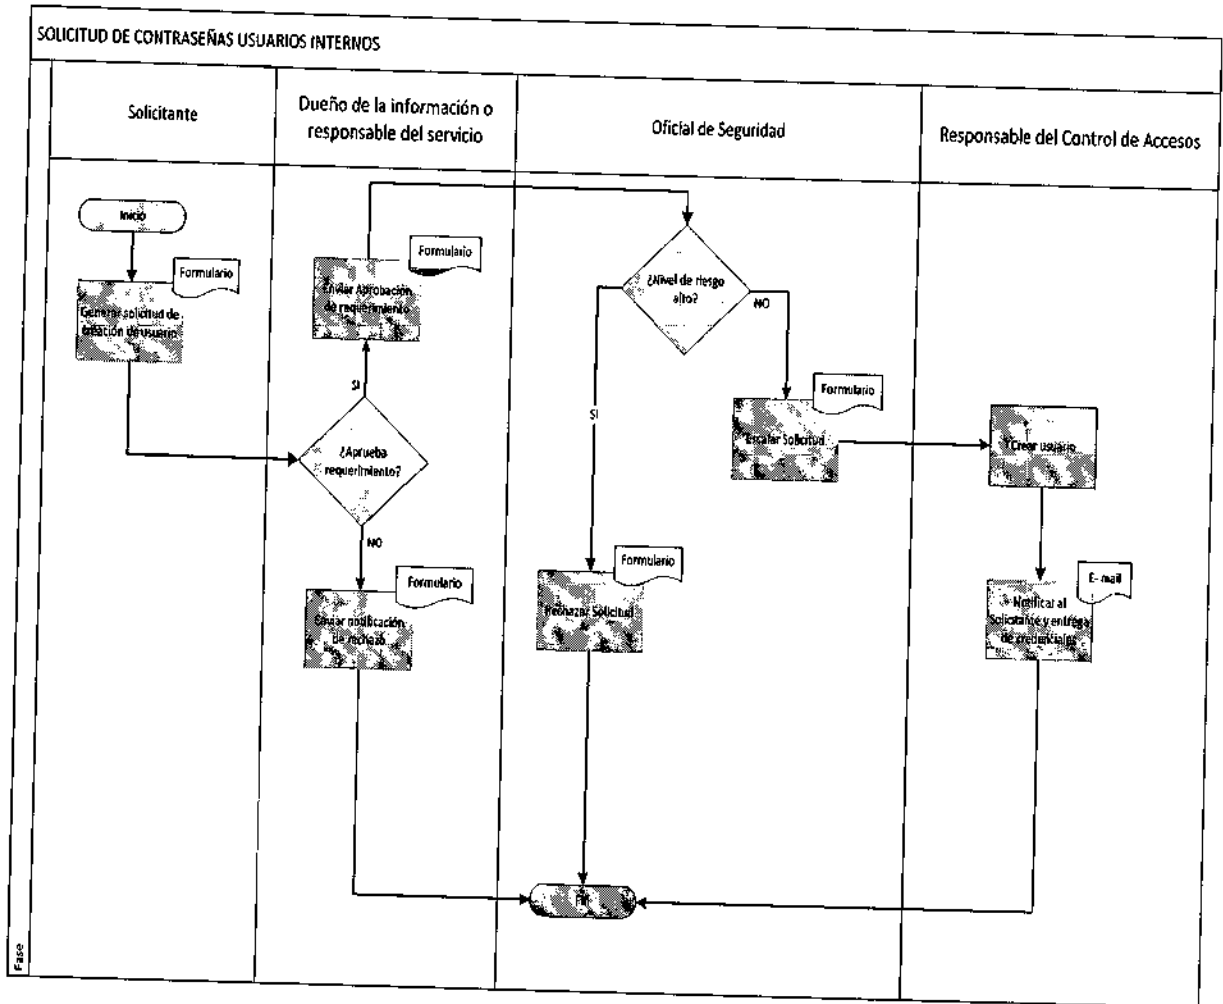 SOLICITUD DE CONTRASEÑAS USUARIOS INTERNOS
Solicitante
Dueño de la información o
responsable del servicio
Oficial de Seguridad
Responsable del Control de Accesos
Inicio
Formulario
Generar solicitud de
creación de usuario
Formulario
Enviar Aprobación
de requerimiento
SI
¿Aprueba
requerimiento?
NO
Formulario
Enviar notificación
de rechazo
¿Nivel de riesgo
alto?
NO
SI
Formulario
Escalar Solicitud
Formulario
Rechazar Solicitud
Crear usuario
E- mail
Notificar al
Solicitante y entrega
de credenciales
Fin
Fase